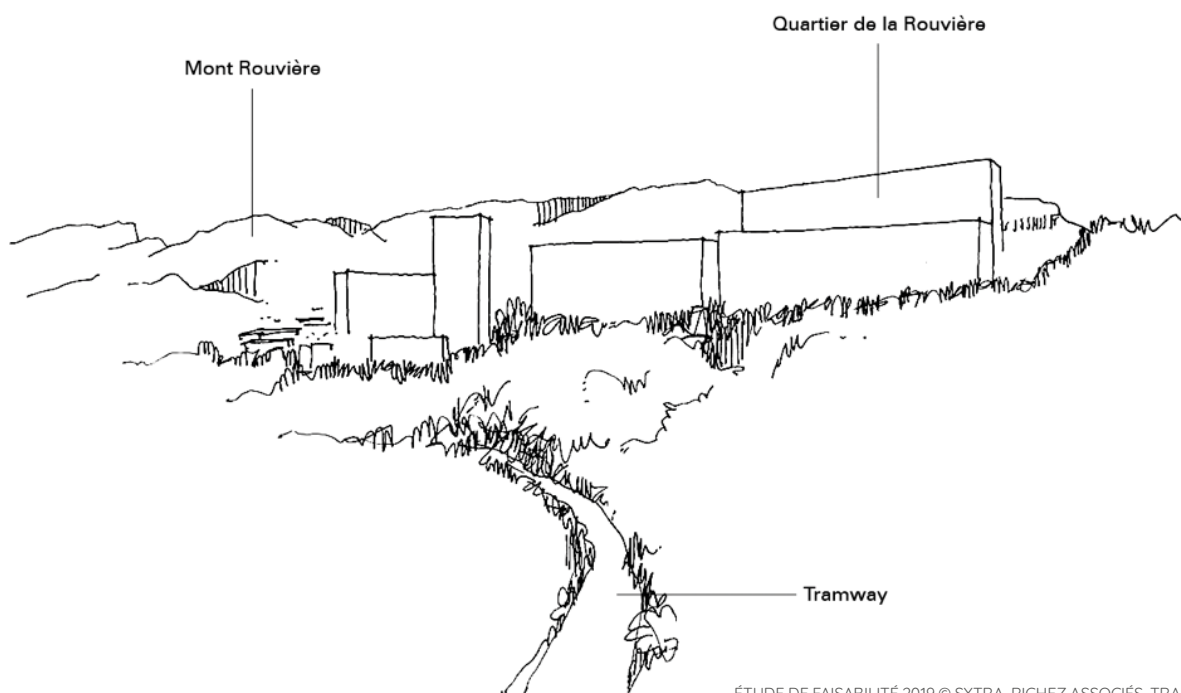 Quartier de la Rouvière
Mont Rouvière
Tramway
ÉTUDE DE FAISABILITÉ 2019 © SYTRA, RICHEZ ASSOCIÉS, TRA